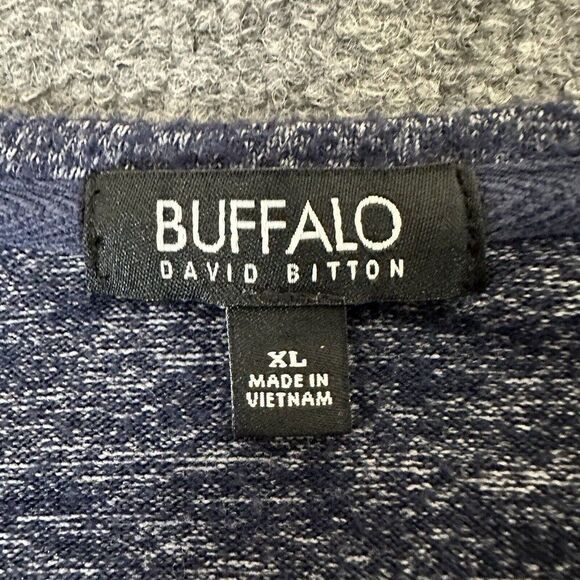 BUFFALO
DAVID BITTON
XL
MADE IN
VIETNAM